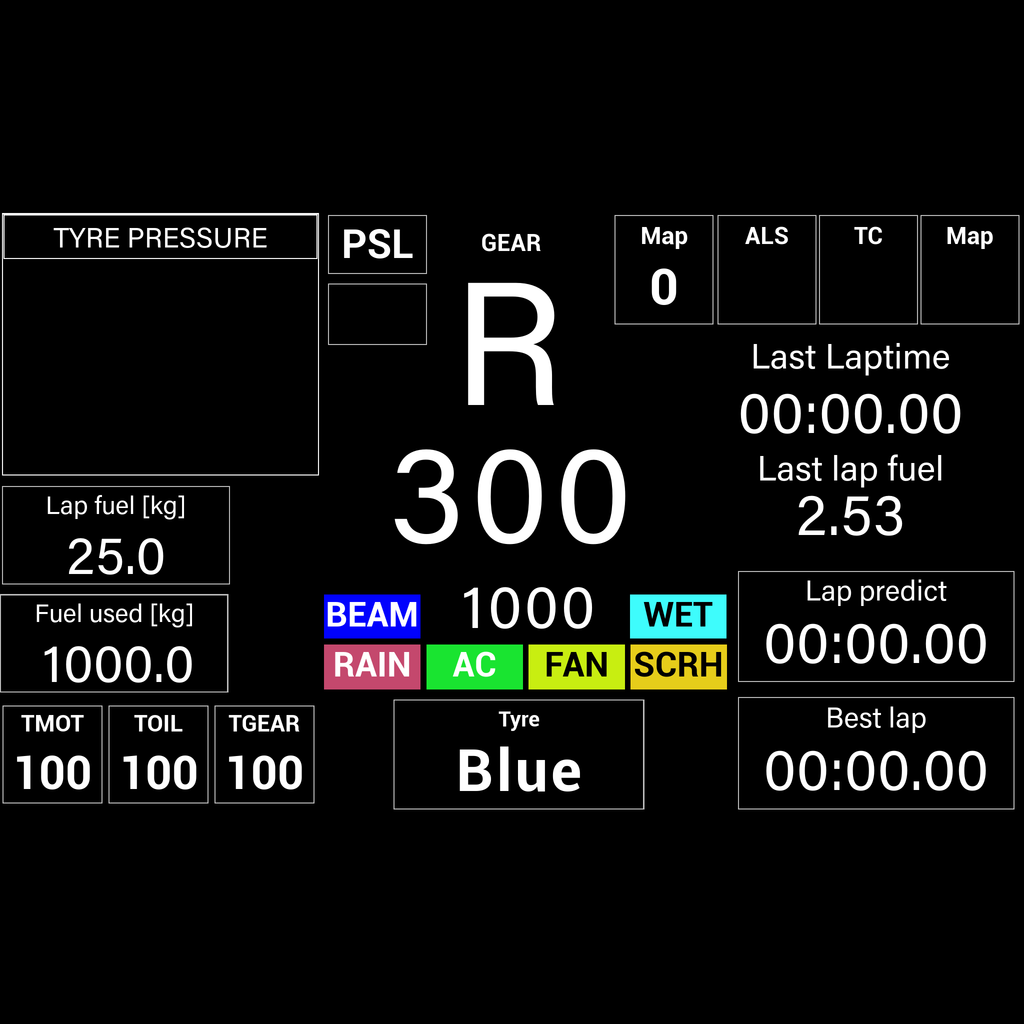 TYRE PRESSURE
PSL
GEAR
R
300
1000
Map
0
ALS
TC
Map
Last Laptime
00:00.00
Last lap fuel
2.53
Lap fuel [kg]
25.0
Fuel used [kg]
1000.0
BEAM
WET
RAIN
AC
FAN
SCRH
Lap predict
00:00.00
TMOT
100
TOIL
100
TGEAR
100
Tyre
Blue
Best lap
00:00.00